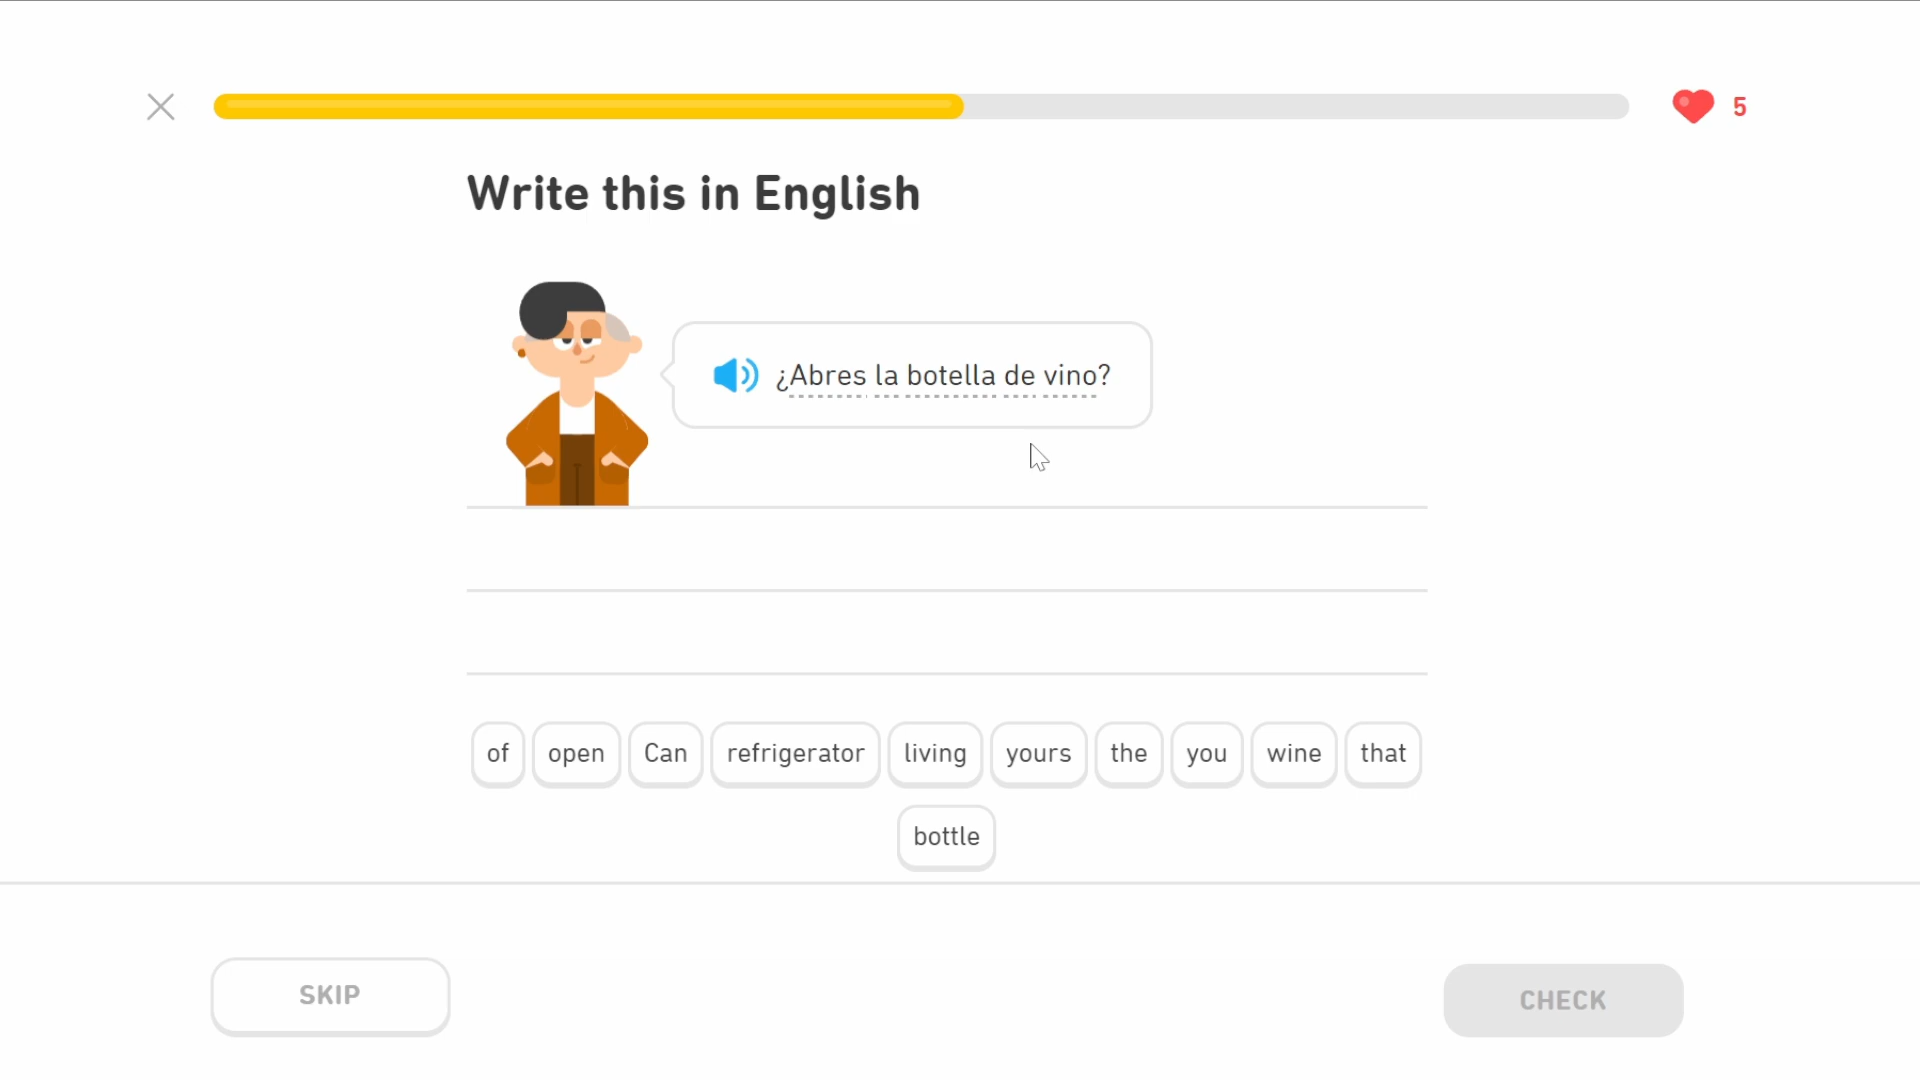 5
Write this in English
¿Abres la botella de vino?
of open Can refrigerator living yours the you wine that
bottle
SKIP CHECK